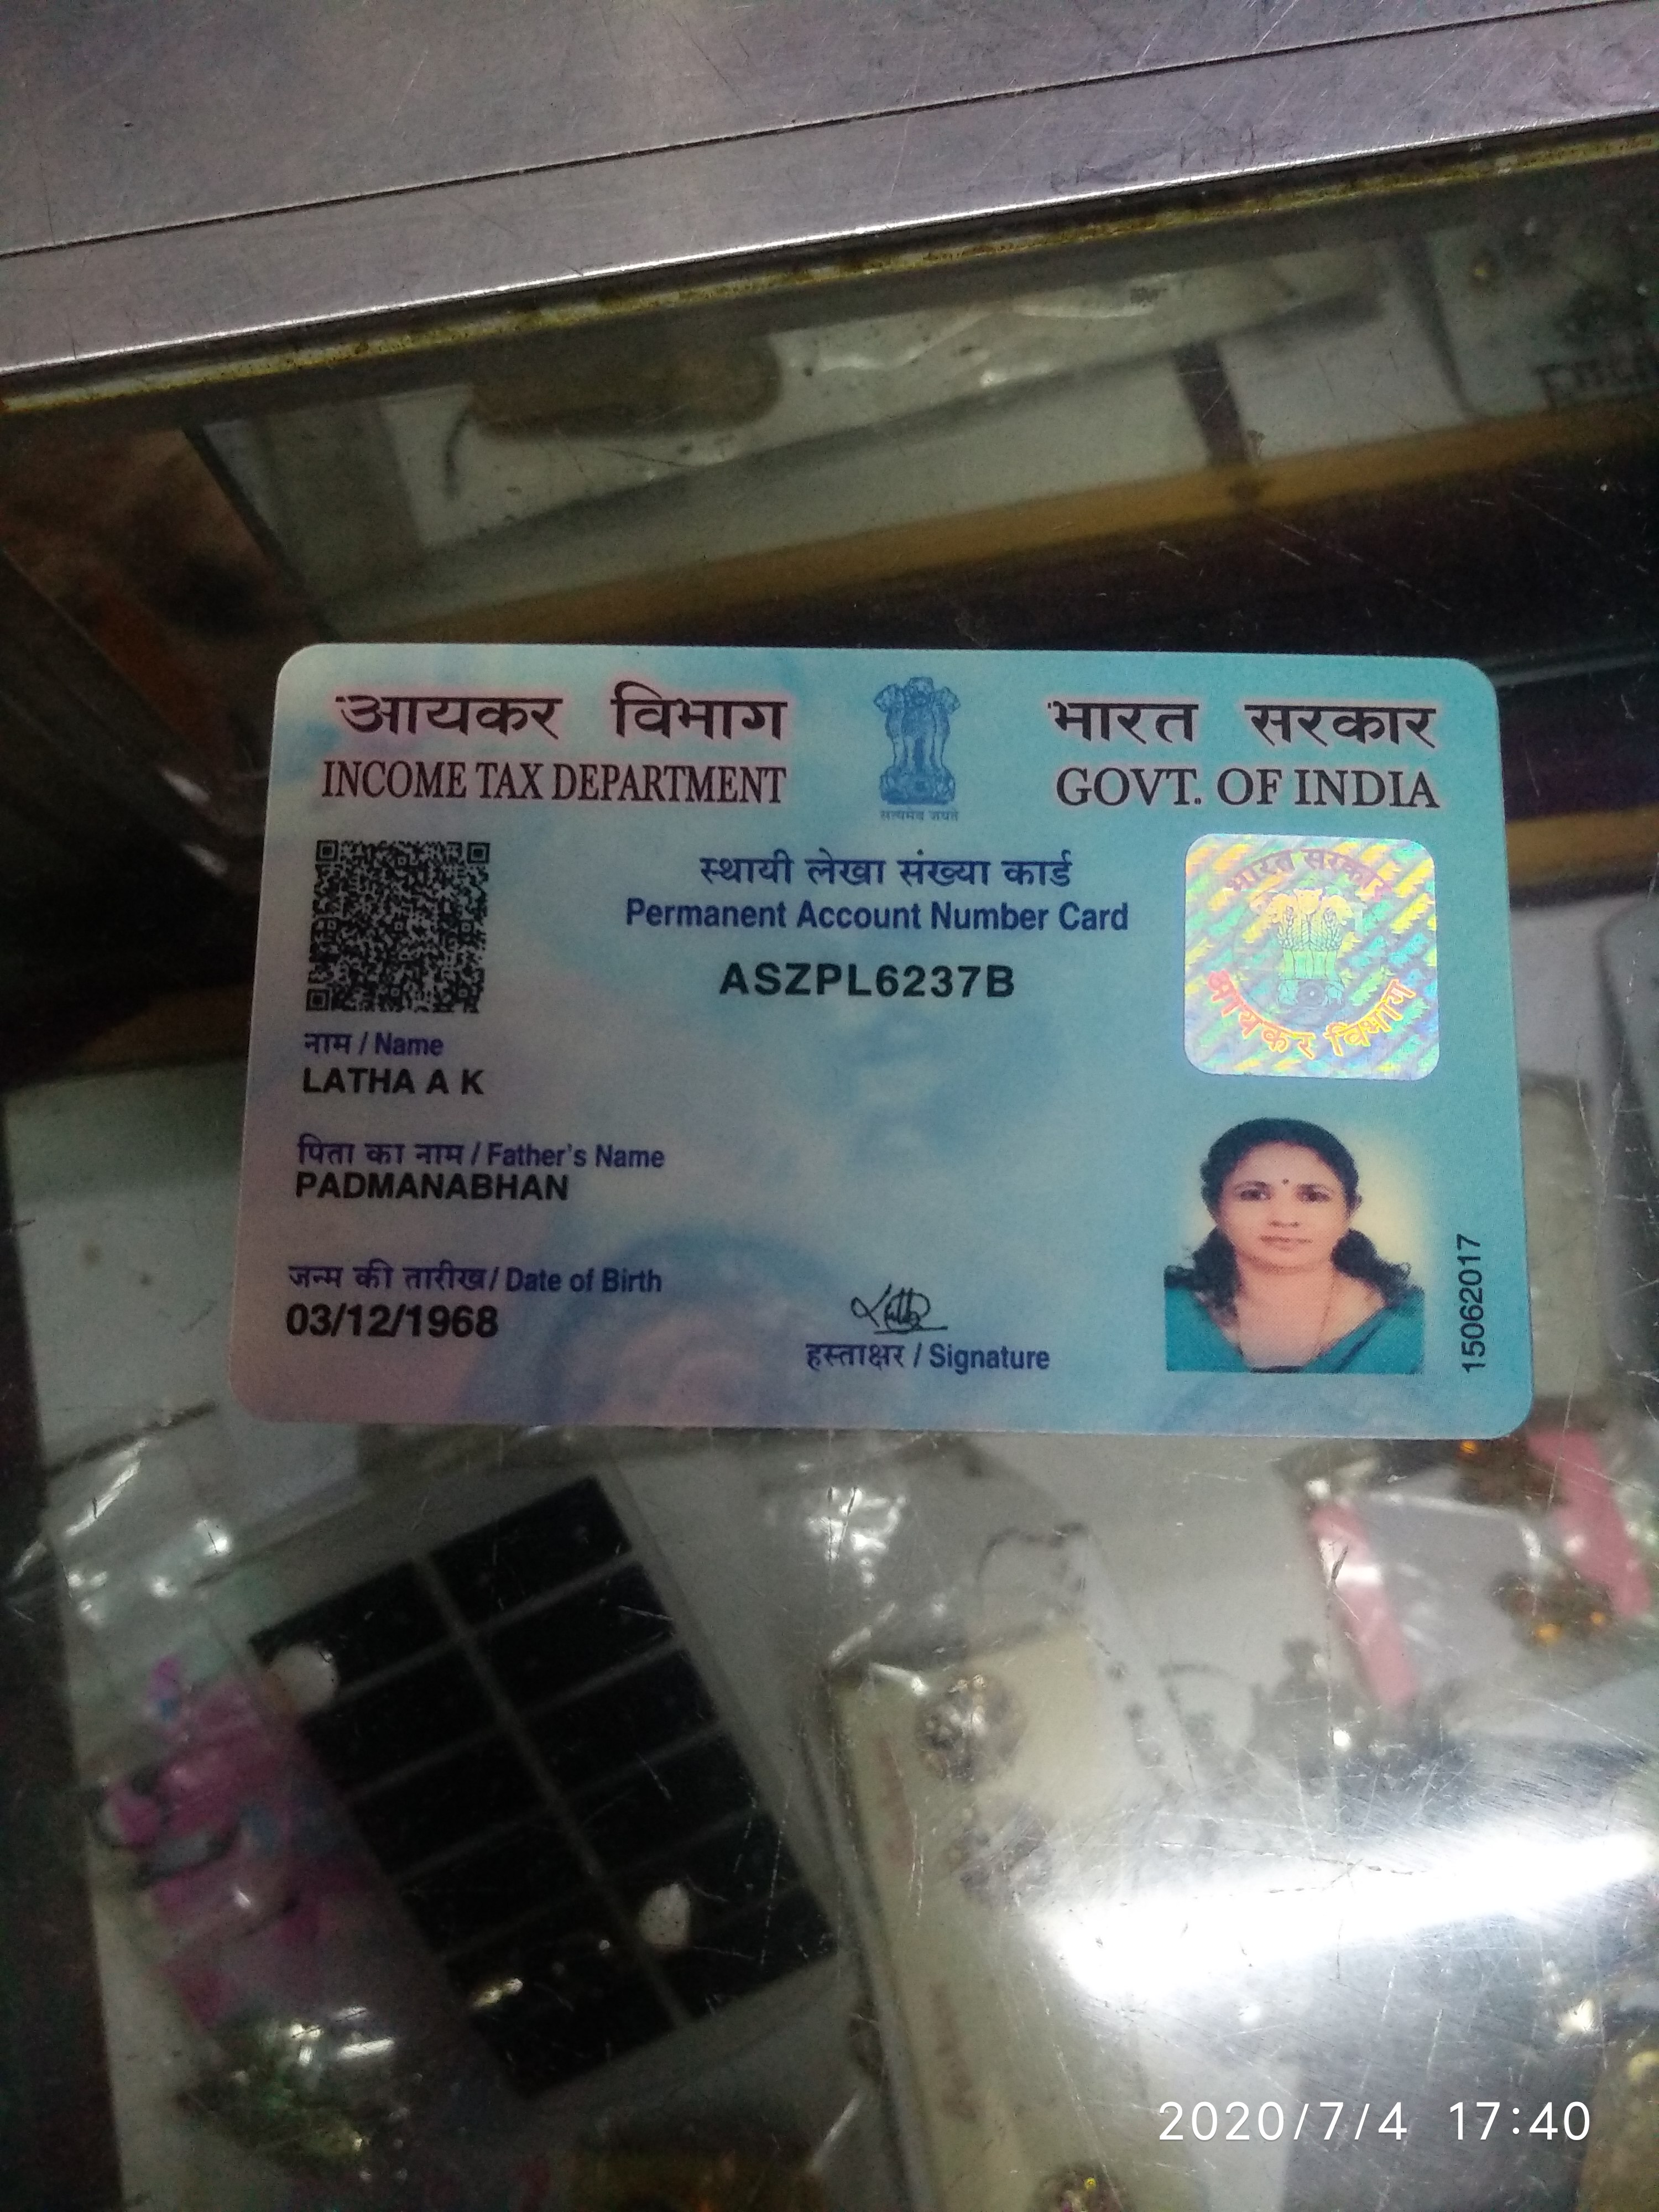 आयकर विभाग
INCOME TAX DEPARTMENT
सत्यमेव जयते
भारत सरकार
GOVT. OF INDIA
स्थायी लेखा संख्या कार्ड
Permanent Account Number Card
ASZPL6237B
भारत सरकार
आयकर विभाग
नाम / Name
LATHA A K
पिता का नाम / Father's Name
PADMANABHAN
जन्म की तारीख / Date of Birth
03/12/1968
हस्ताक्षर / Signature
15062017
2020/7/4 17:40